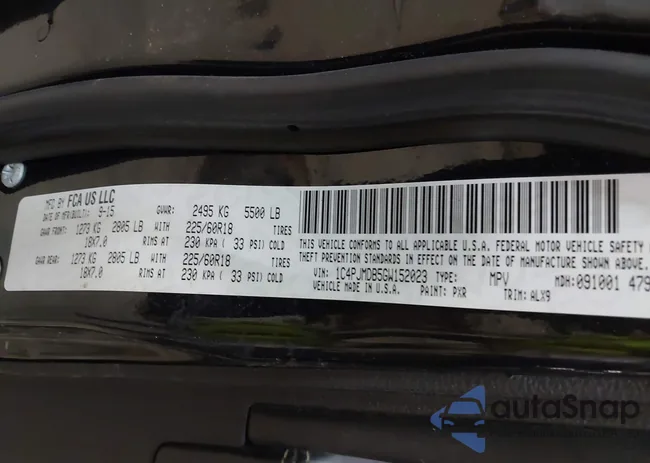 MFD BY FCA US LLC
DATE OF MFR(BUILT): 9-15 GVWR: 2495 KG 5500 LB
GAWR FRONT: 1273 KG 2805 LB WITH 225/60R18 TIRES
18X7.0 RIMS AT 230 KPA ( 33 PSI) COLD
GAWR REAR: 1273 KG 2805 LB WITH 225/60R18 TIRES
18X7.0 RIMS AT 230 KPA ( 33 PSI) COLD
THIS VEHICLE CONFORMS TO ALL APPLICABLE U.S.A. FEDERAL MOTOR VEHICLE SAFETY
THEFT PREVENTION STANDARDS IN EFFECT ON THE DATE OF MANUFACTURE SHOWN ABOVE
VIN: 1C4PJMDB5GW152023 TYPE: MPV MDH: 091001 479
MADE IN U.S.A. PAINT: PXR TRIM: ALX9
autoSnap